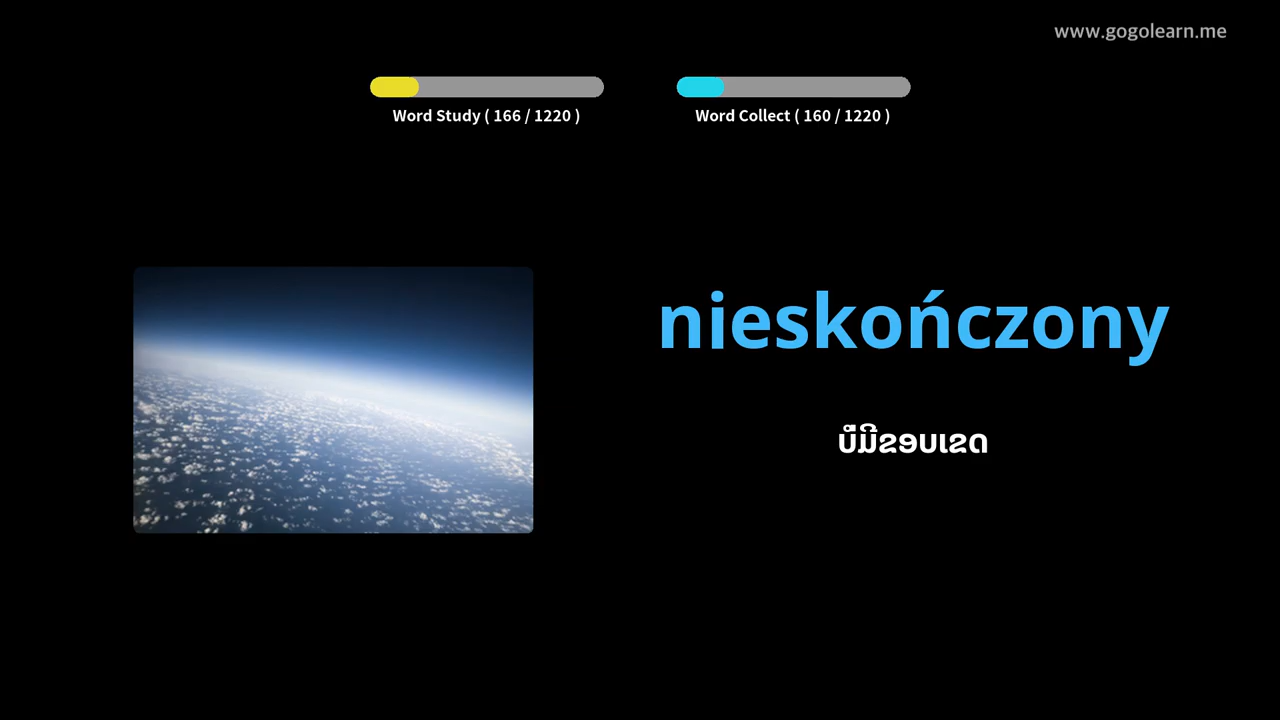 www.gogolearn.me
Word Study ( 166 / 1220 )
Word Collect ( 160 / 1220 )
nieskończony
ບໍ່ມີຂອບເຂດ